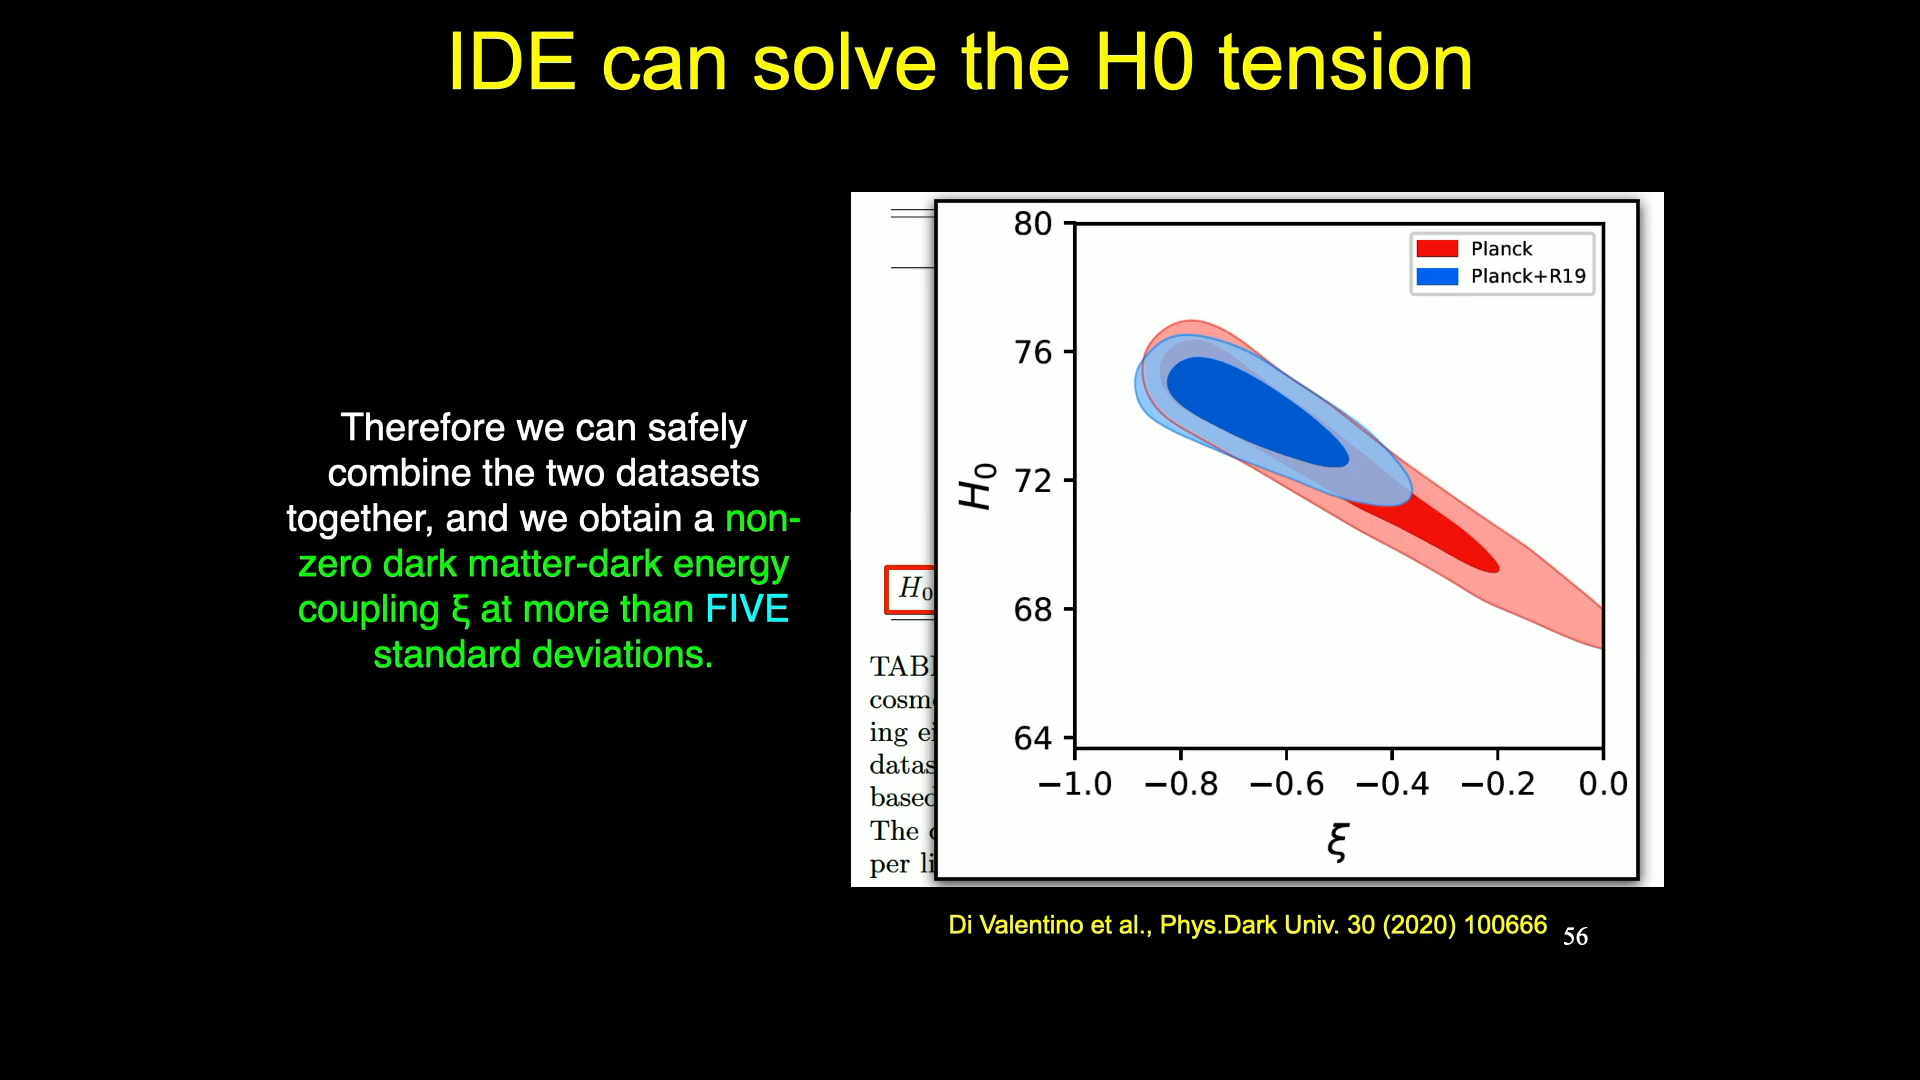 IDE can solve the H0 tension
Therefore we can safely
combine the two datasets
together, and we obtain a non-
zero dark matter-dark energy
coupling ξ at more than FIVE
standard deviations.
H₀
TAB
cosm
ing e
datas
based
The
per li
80
76
72
68
64
H₀
Planck
Planck+R19
−1.0 −0.8 −0.6 −0.4 −0.2 0.0
ξ
Di Valentino et al., Phys.Dark Univ. 30 (2020) 100666
56